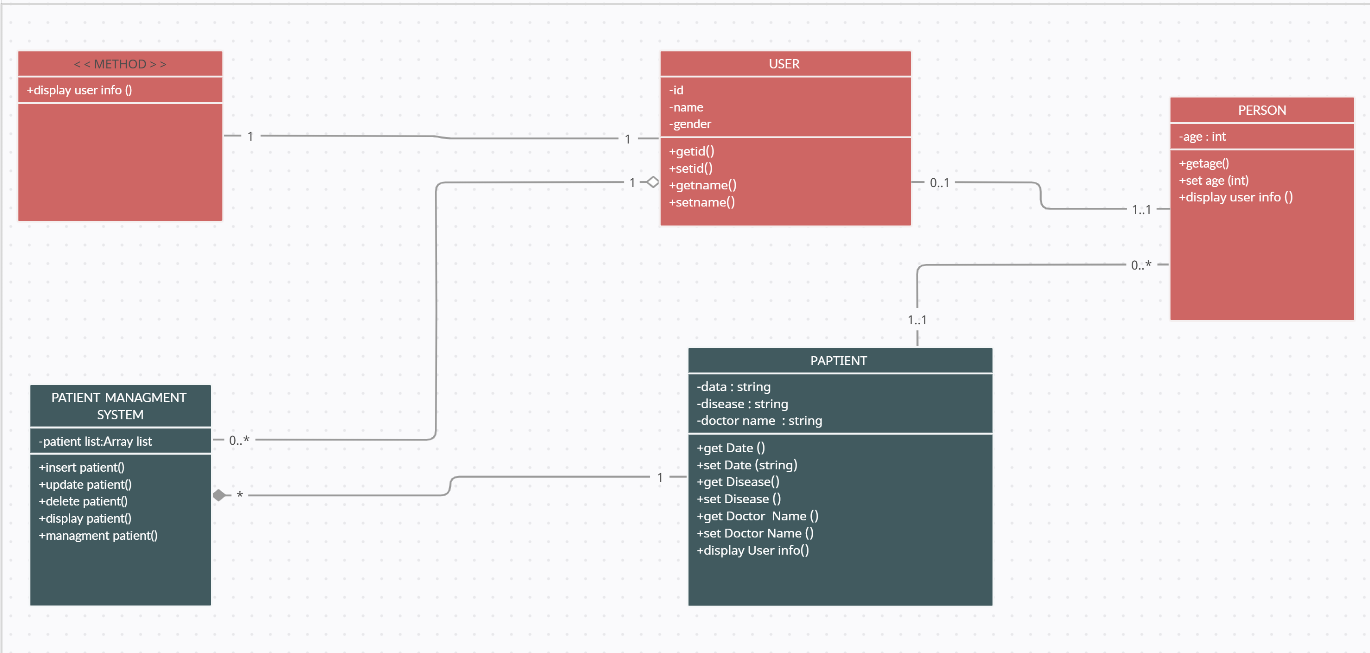 < < METHOD > >
+display user info ()
USER
-id
-name
-gender
+getid()
+setid()
+getname()
+setname()
PERSON
-age : int
+getage()
+set age (int)
+display user info ()
1
1
1
0..1
1..1
0..*
1..1
PATIENT MANAGMENT
SYSTEM
-patient list:Array list
+insert patient()
+update patient()
+delete patient()
+display patient()
+managment patient()
0..*
*
1
PAPTIENT
-data : string
-disease : string
-doctor name : string
+get Date ()
+set Date (string)
+get Disease()
+set Disease ()
+get Doctor Name ()
+set Doctor Name ()
+display User info()